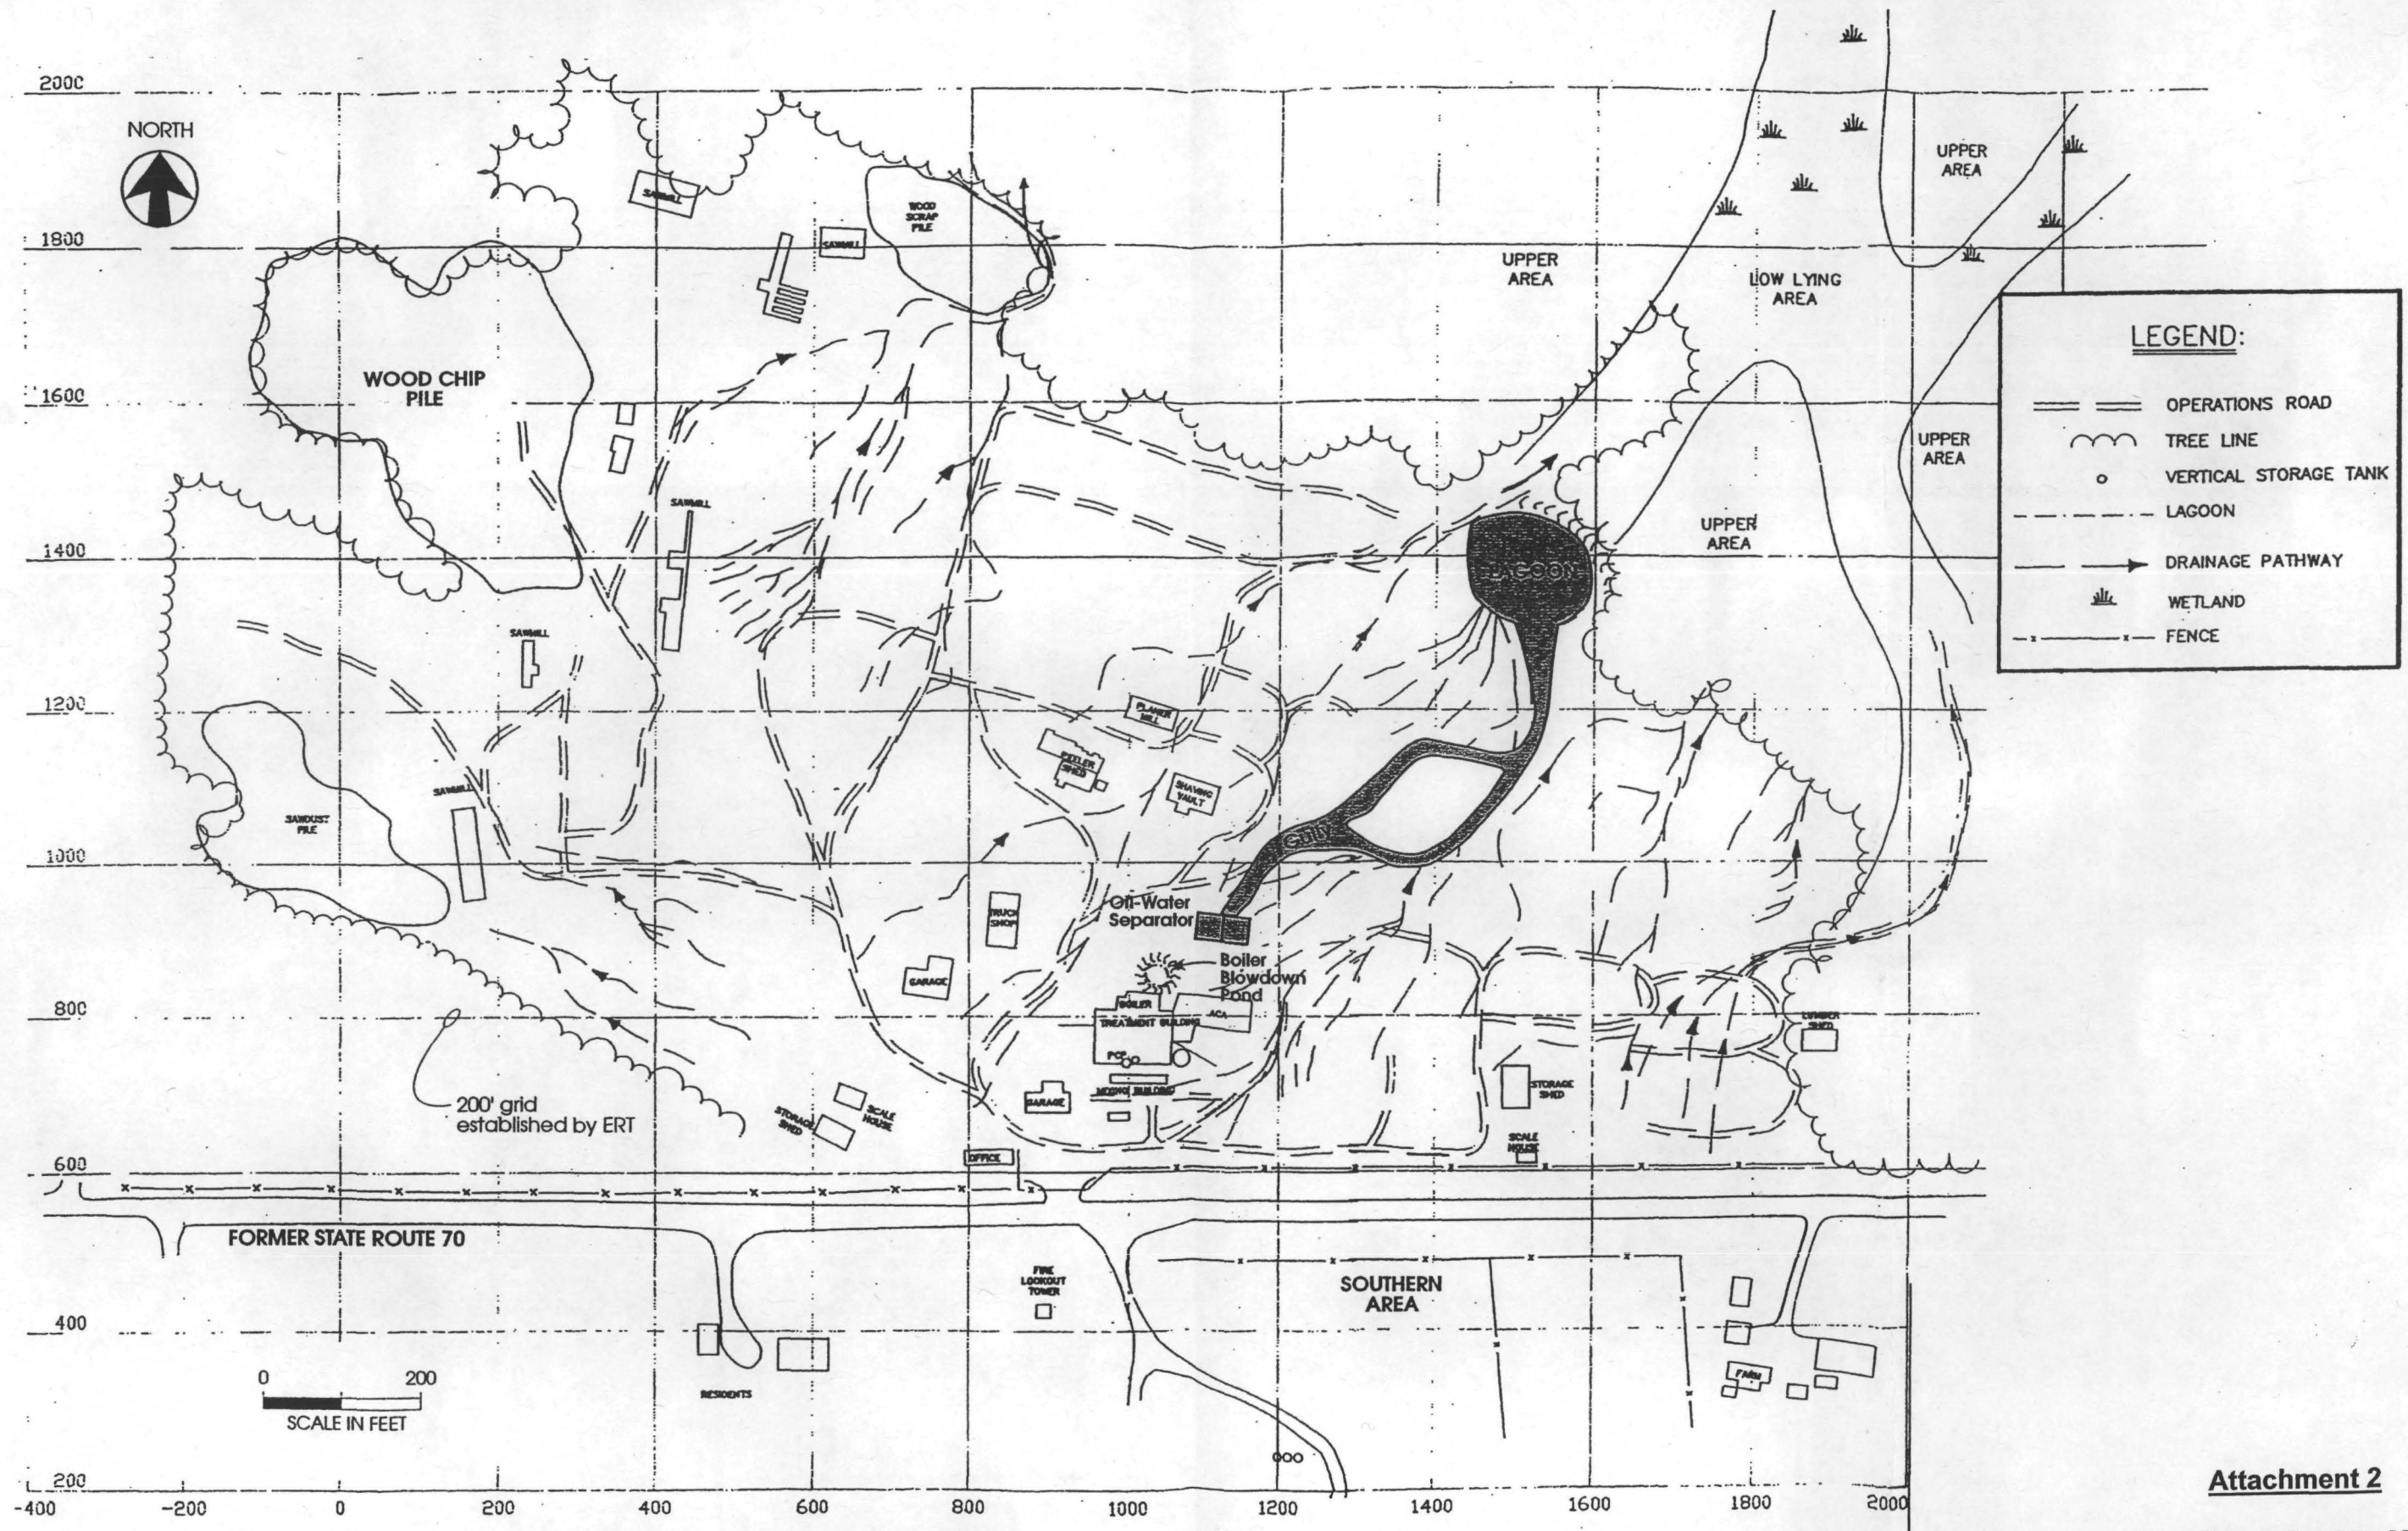 2000
NORTH
UPPER
AREA
SAWMILL
WOOD
SCRAP
PILE
1800
SAWMILL
UPPER
AREA
LOW LYING
AREA
LEGEND:
OPERATIONS ROAD
TREE LINE
VERTICAL STORAGE TANK
LAGOON
DRAINAGE PATHWAY
WETLAND
FENCE
WOOD CHIP
PILE
1600
UPPER
AREA
SAWMILL
UPPER
AREA
1400
LAGOON
SAWMILL
1200
PLANER
MILL
PEELER
SHED
SHAVING
VAULT
SAWMILL
SAWDUST
PILE
Gully
1000
Oil-Water
Separator
TRUCK
SHOP
GARAGE
Boiler
Blowdown
Pond
BOILER
ACA
TREATMENT BUILDING
PCP
800
LUMBER
SHED
200' grid
established by ERT
STORAGE
SHED
SCALE
HOUSE
GARAGE
MIXING BUILDING
STORAGE
SHED
SCALE
HOUSE
OFFICE
600
FORMER STATE ROUTE 70
FIRE
LOOKOUT
TOWER
SOUTHERN
AREA
400
0 200
SCALE IN FEET
RESIDENTS
FARM
200
-400 -200 0 200 400 600 800 1000 1200 1400 1600 1800 2000
Attachment 2